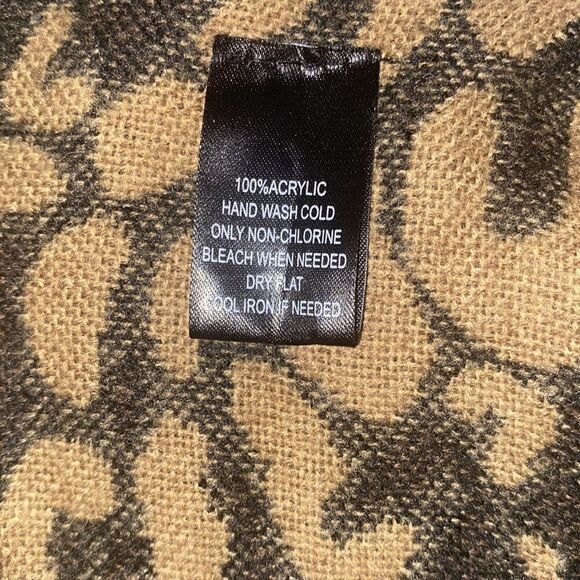 100%ACRYLIC
HAND WASH COLD
ONLY NON-CHLORINE
BLEACH WHEN NEEDED
DRY FLAT
COOL IRON IF NEEDED